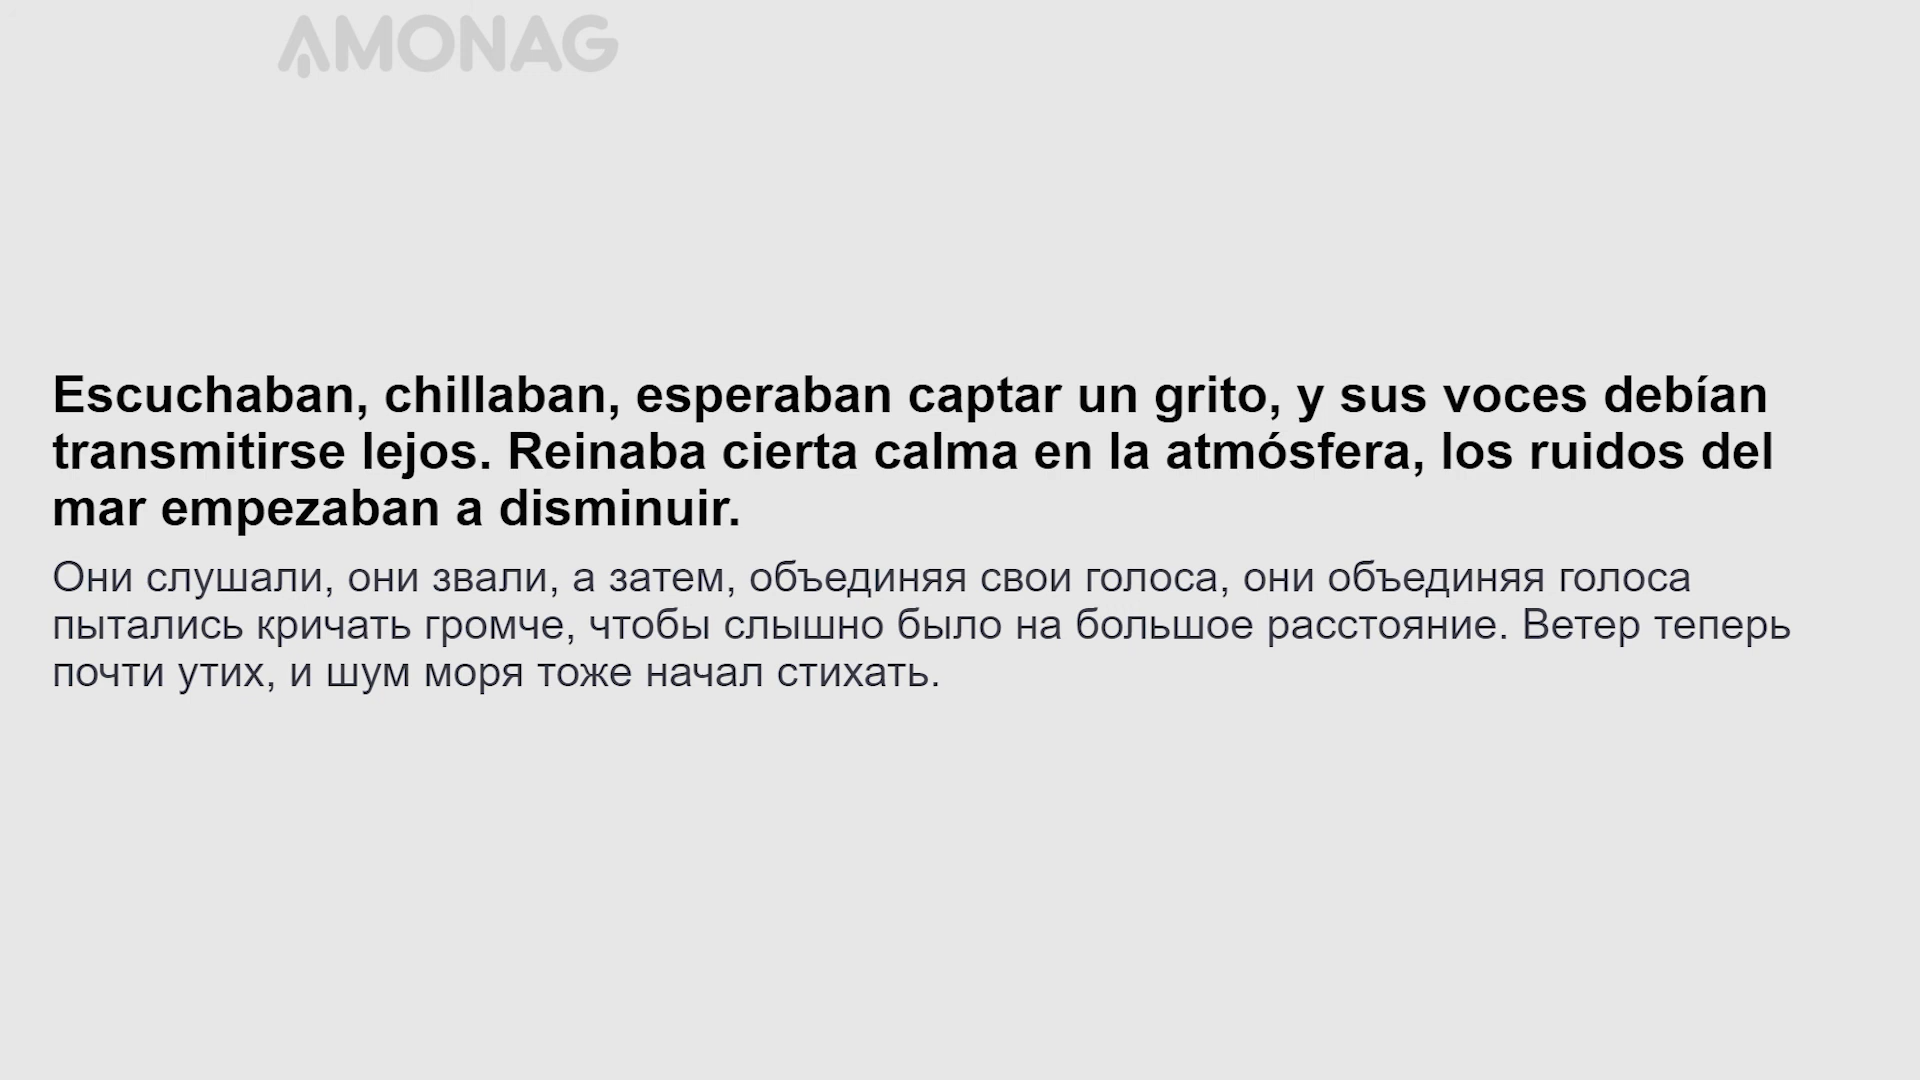 AMONAG
Escuchaban, chillaban, esperaban captar un grito, y sus voces debían
transmitirse lejos. Reinaba cierta calma en la atmósfera, los ruidos del
mar empezaban a disminuir.
Они слушали, они звали, а затем, объединяя свои голоса, они объединяя голоса
пытались кричать громче, чтобы слышно было на большое расстояние. Ветер теперь
почти утих, и шум моря тоже начал стихать.